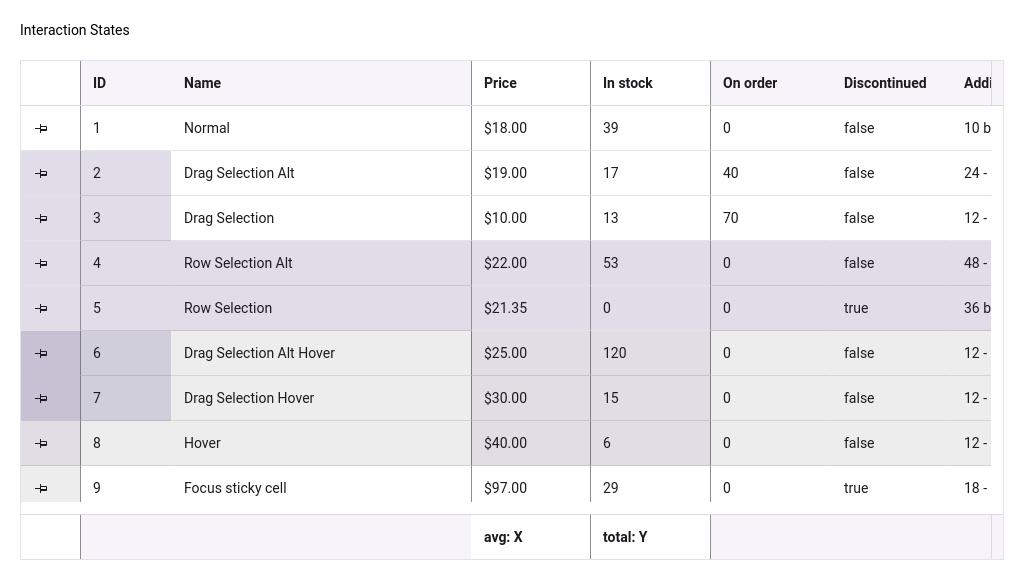 Interaction States
ID Name Price In stock On order Discontinued Addi
1 Normal $18.00 39 0 false 10 b
2 Drag Selection Alt $19.00 17 40 false 24 -
3 Drag Selection $10.00 13 70 false 12 -
4 Row Selection Alt $22.00 53 0 false 48 -
5 Row Selection $21.35 0 0 true 36 b
6 Drag Selection Alt Hover $25.00 120 0 false 12 -
7 Drag Selection Hover $30.00 15 0 false 12 -
8 Hover $40.00 6 0 false 12 -
9 Focus sticky cell $97.00 29 0 true 18 -
avg: X total: Y